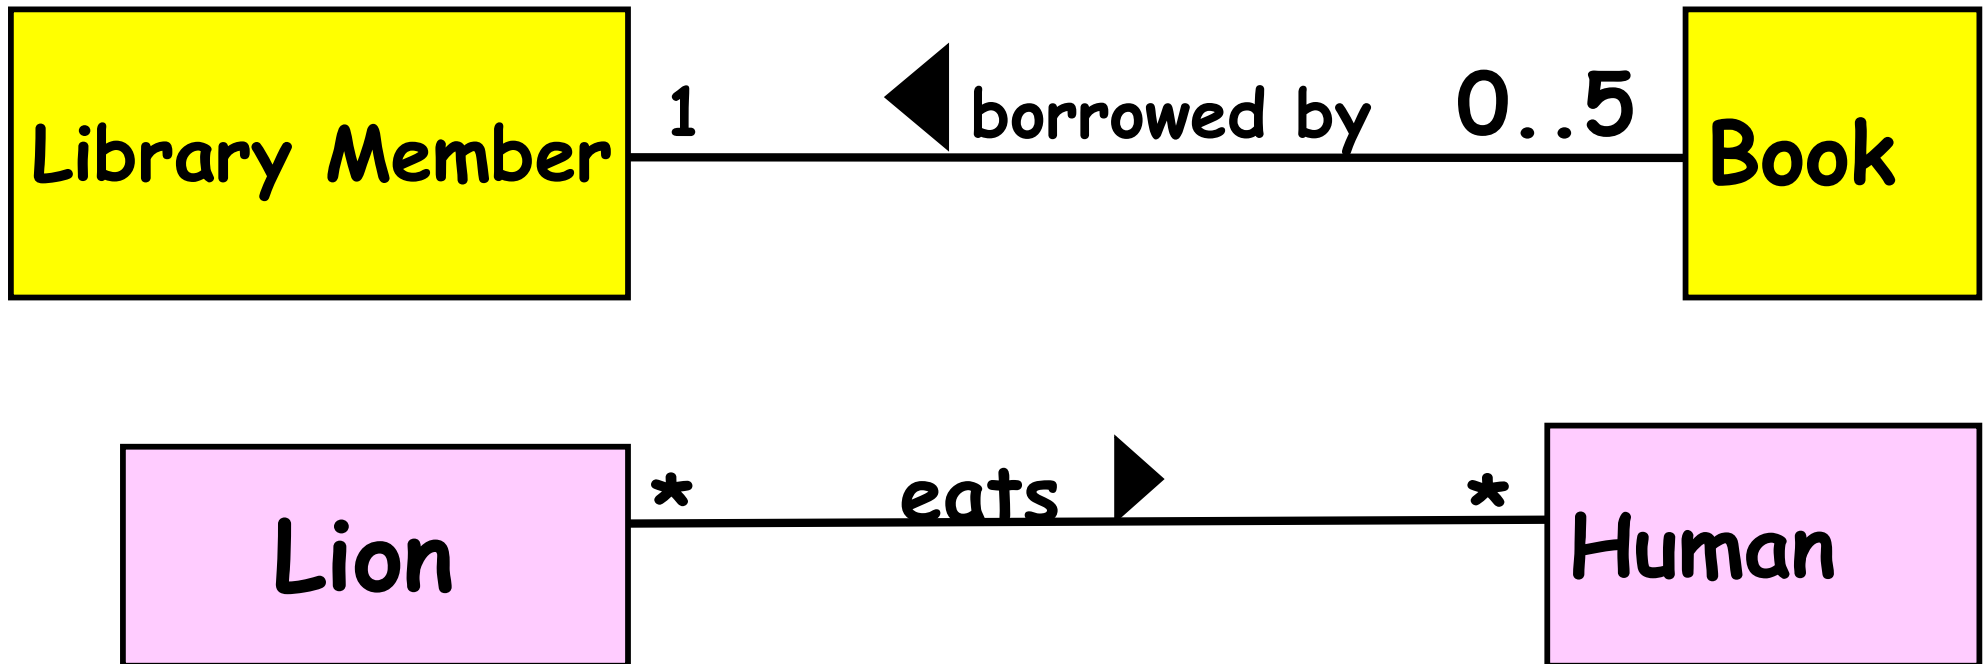 Library Member 1 borrowed by 0..5 Book
Lion * eats * Human